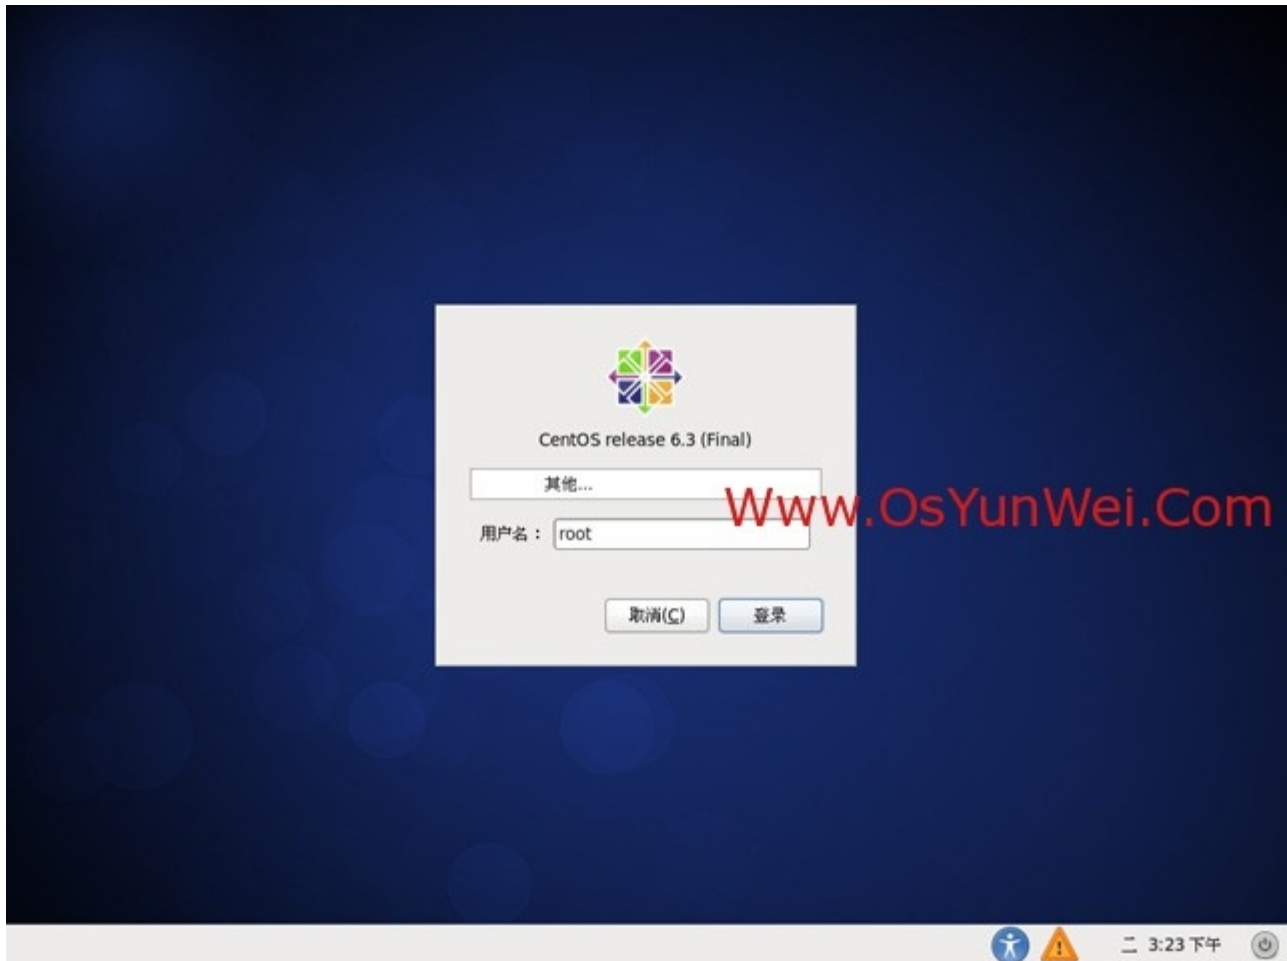 CentOS release 6.3 (Final)
其他...
Www.OsYunWei.Com
用户名： root
取消(C) 登录
二 3:23 下午